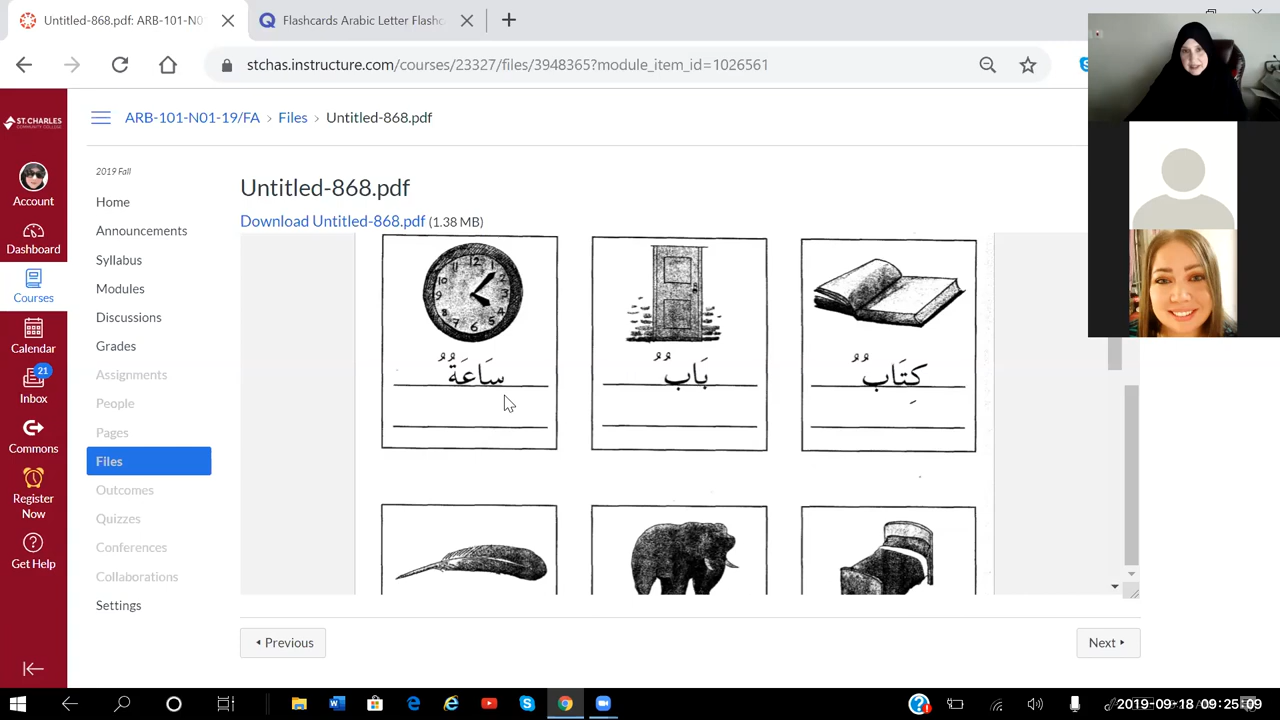 Untitled-868.pdf: ARB-101-N0
Flashcards Arabic Letter Flashc
stchas.instructure.com/courses/23327/files/3948365?module_item_id=1026561
ST. CHARLES
COMMUNITY COLLEGE
ARB-101-N01-19/FA > Files > Untitled-868.pdf
Account
Dashboard
Courses
Calendar
21
Inbox
Commons
Register
Now
Get Help
2019 Fall
Home
Announcements
Syllabus
Modules
Discussions
Grades
Assignments
People
Pages
Files
Outcomes
Quizzes
Conferences
Collaborations
Settings
Untitled-868.pdf
Download Untitled-868.pdf (1.38 MB)
كِتَابٌ
بَابٌ
سَاعَةٌ
Previous
Next
2019-09-18 09:25:09